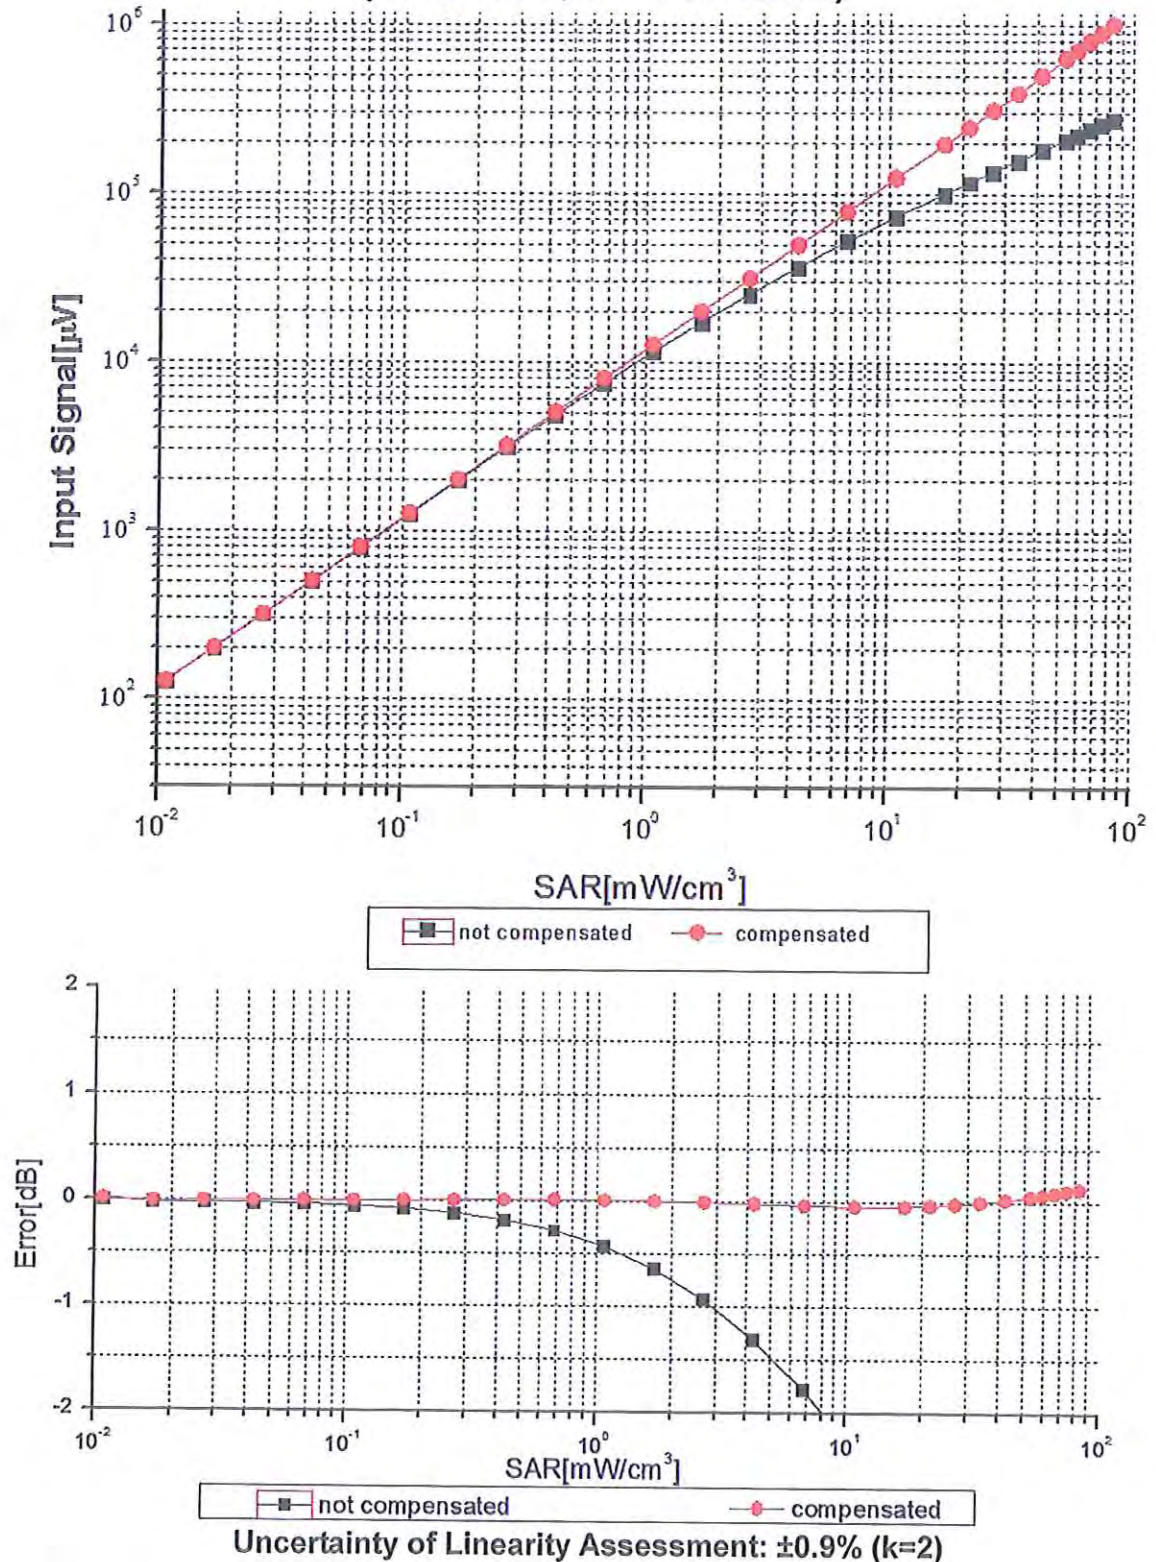 10⁶
10⁵
10⁴
10³
10²
Input Signal[µV]
10⁻² 10⁻¹ 10⁰ 10¹ 10²
SAR[mW/cm³]
not compensated compensated
2
1
0
-1
-2
Error[dB]
10⁻² 10⁻¹ 10⁰ 10¹ 10²
SAR[mW/cm³]
not compensated compensated
Uncertainty of Linearity Assessment: ±0.9% (k=2)